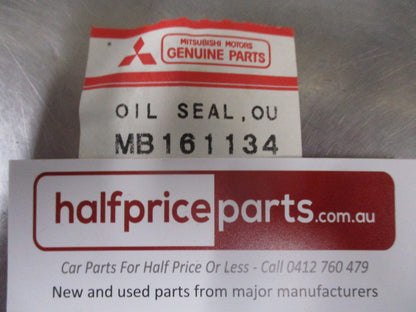 MITSUBISHI MOTORS
GENUINE PARTS
OIL SEAL,OU
MB161134
halfpriceparts.com.au
Car Parts For Half Price Or Less - Call 0412 760 479
New and used parts from major manufacturers